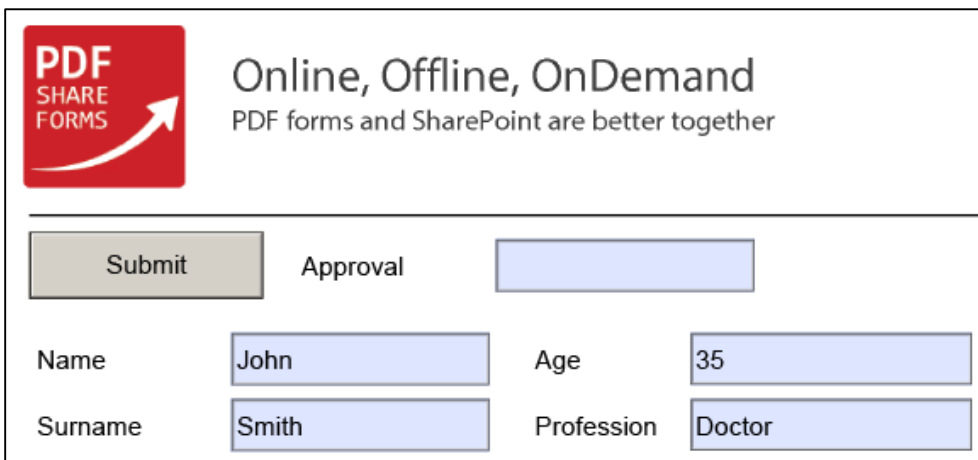 PDF
SHARE
FORMS
Online, Offline, OnDemand
PDF forms and SharePoint are better together
Submit Approval
Name John Age 35
Surname Smith Profession Doctor